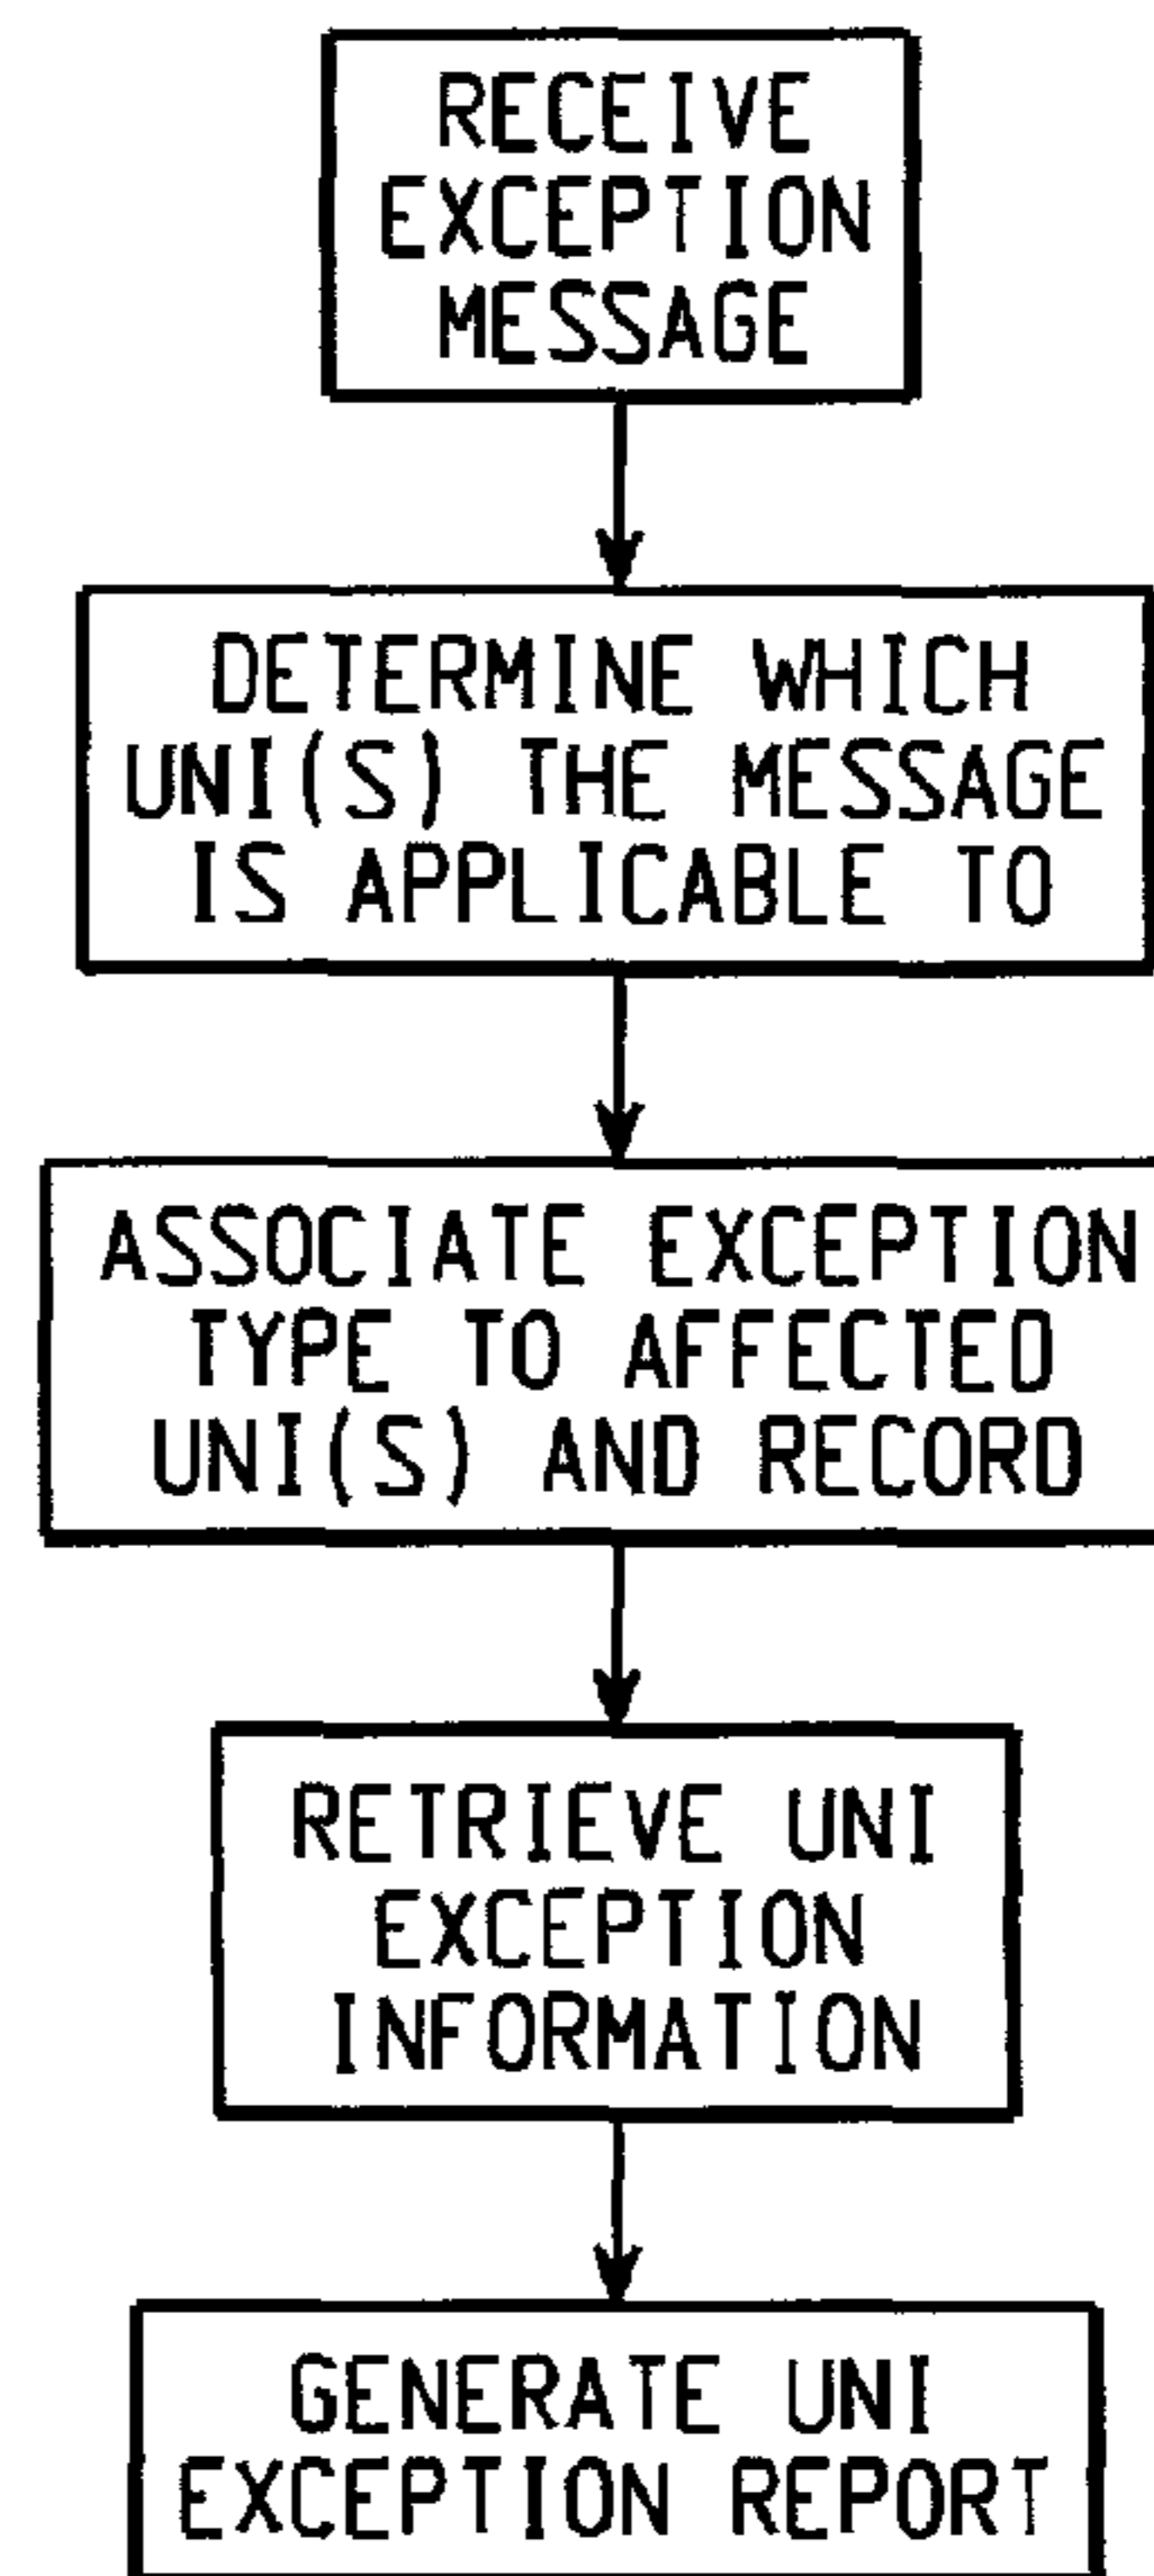 RECEIVE
EXCEPTION
MESSAGE
DETERMINE WHICH
UNI(S) THE MESSAGE
IS APPLICABLE TO
ASSOCIATE EXCEPTION
TYPE TO AFFECTED
UNI(S) AND RECORD
RETRIEVE UNI
EXCEPTION
INFORMATION
GENERATE UNI
EXCEPTION REPORT